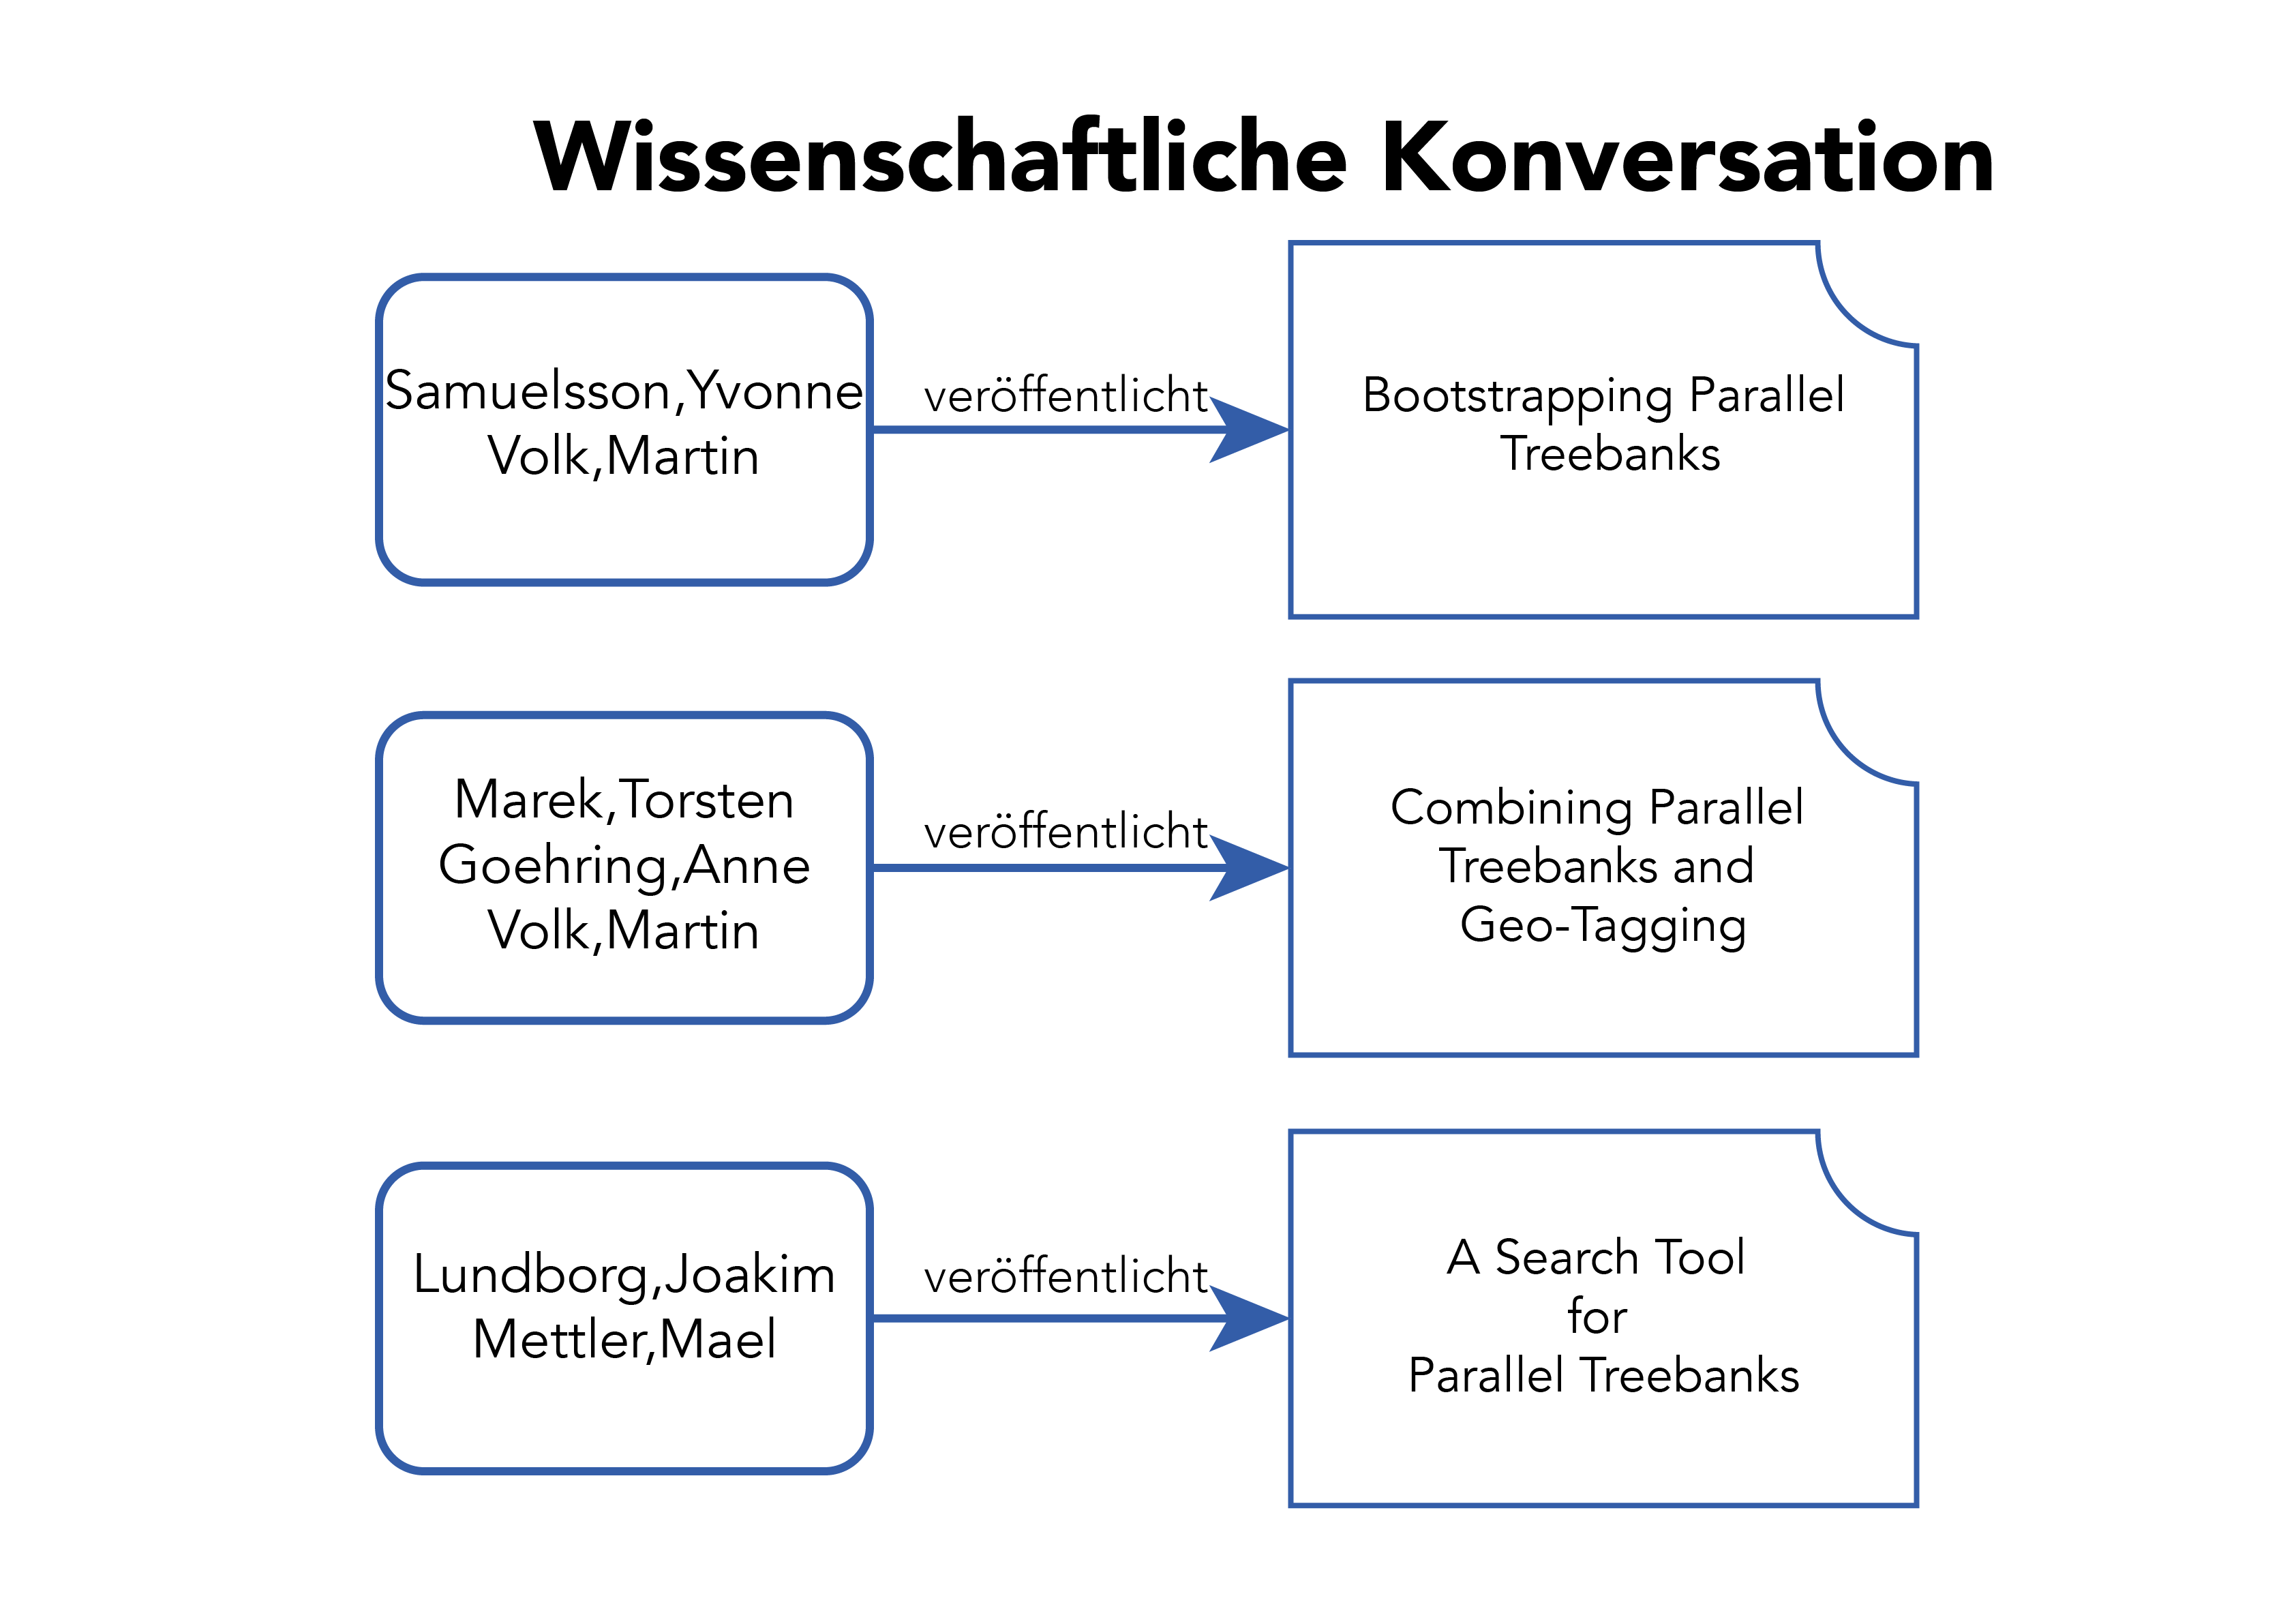 Wissenschaftliche Konversation
Samuelsson,Yvonne
Volk,Martin
veröffentlicht
Bootstrapping Parallel
Treebanks
Marek,Torsten
Goehring,Anne
Volk,Martin
veröffentlicht
Combining Parallel
Treebanks and
Geo-Tagging
Lundborg,Joakim
Mettler,Mael
veröffentlicht
A Search Tool
for
Parallel Treebanks